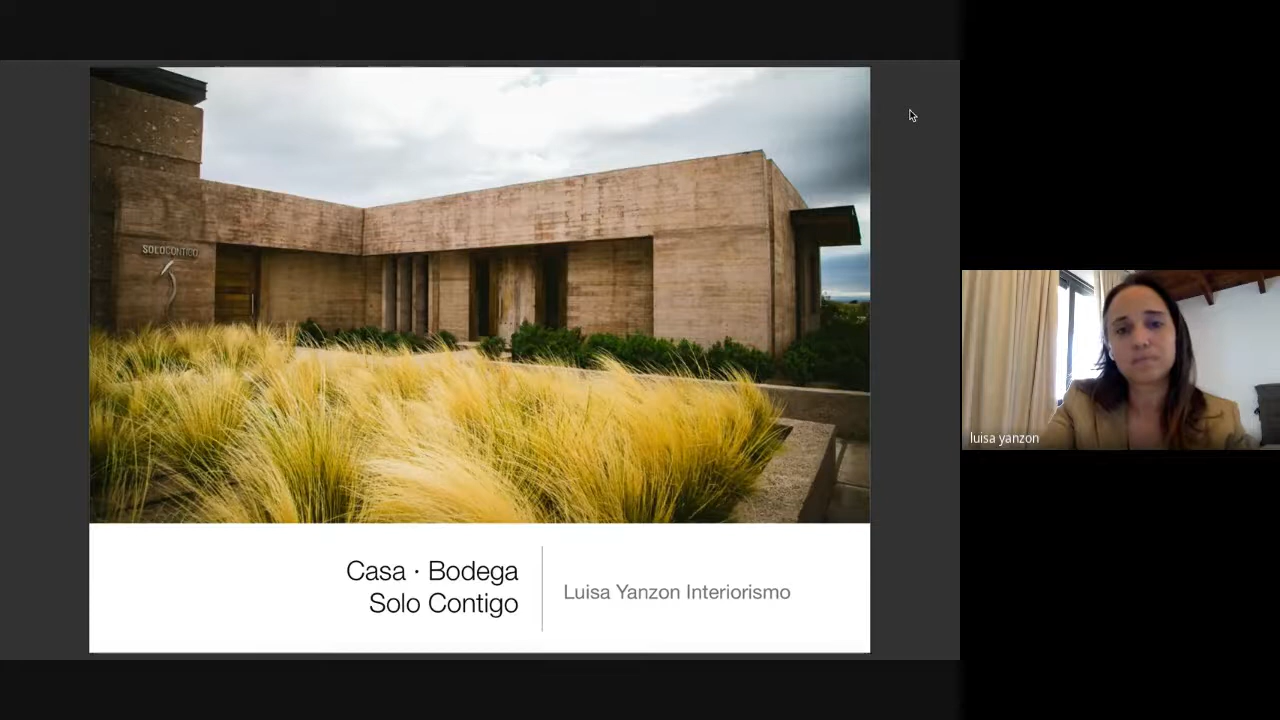 SOLOCONTIGO
Casa · Bodega
Solo Contigo
Luisa Yanzon Interiorismo
luisa yanzon